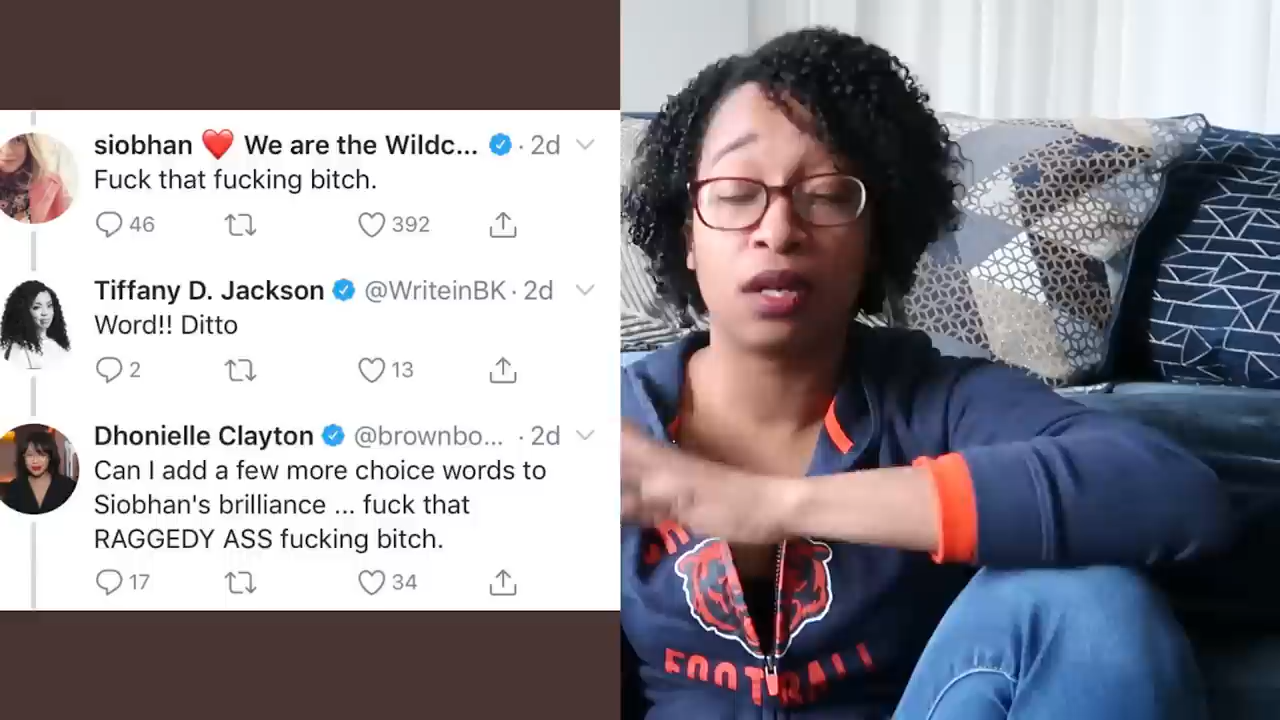 siobhan ❤️ We are the Wildc... · 2d
Fuck that fucking bitch.
46 392
Tiffany D. Jackson @WriteinBK · 2d
Word!! Ditto
2 13
Dhonielle Clayton @brownbo... · 2d
Can I add a few more choice words to
Siobhan's brilliance ... fuck that
RAGGEDY ASS fucking bitch.
17 34
FOOTBALL